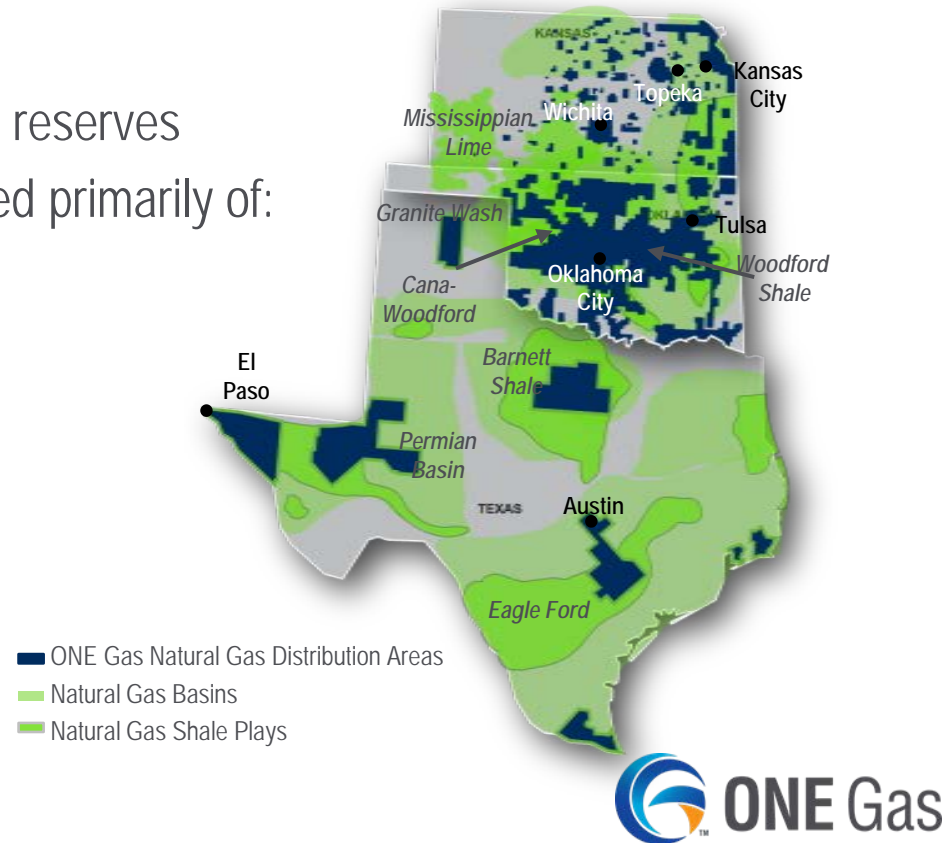 reserves
ed primarily of:
KANSAS
Kansas
City
Topeka
Wichita
Mississippian
Lime
Granite Wash
OKLAHOMA
Tulsa
Oklahoma
City
Woodford
Shale
Cana-
Woodford
Barnett
Shale
El
Paso
Permian
Basin
TEXAS
Austin
Eagle Ford
ONE Gas Natural Gas Distribution Areas
Natural Gas Basins
Natural Gas Shale Plays
ONE Gas
TM